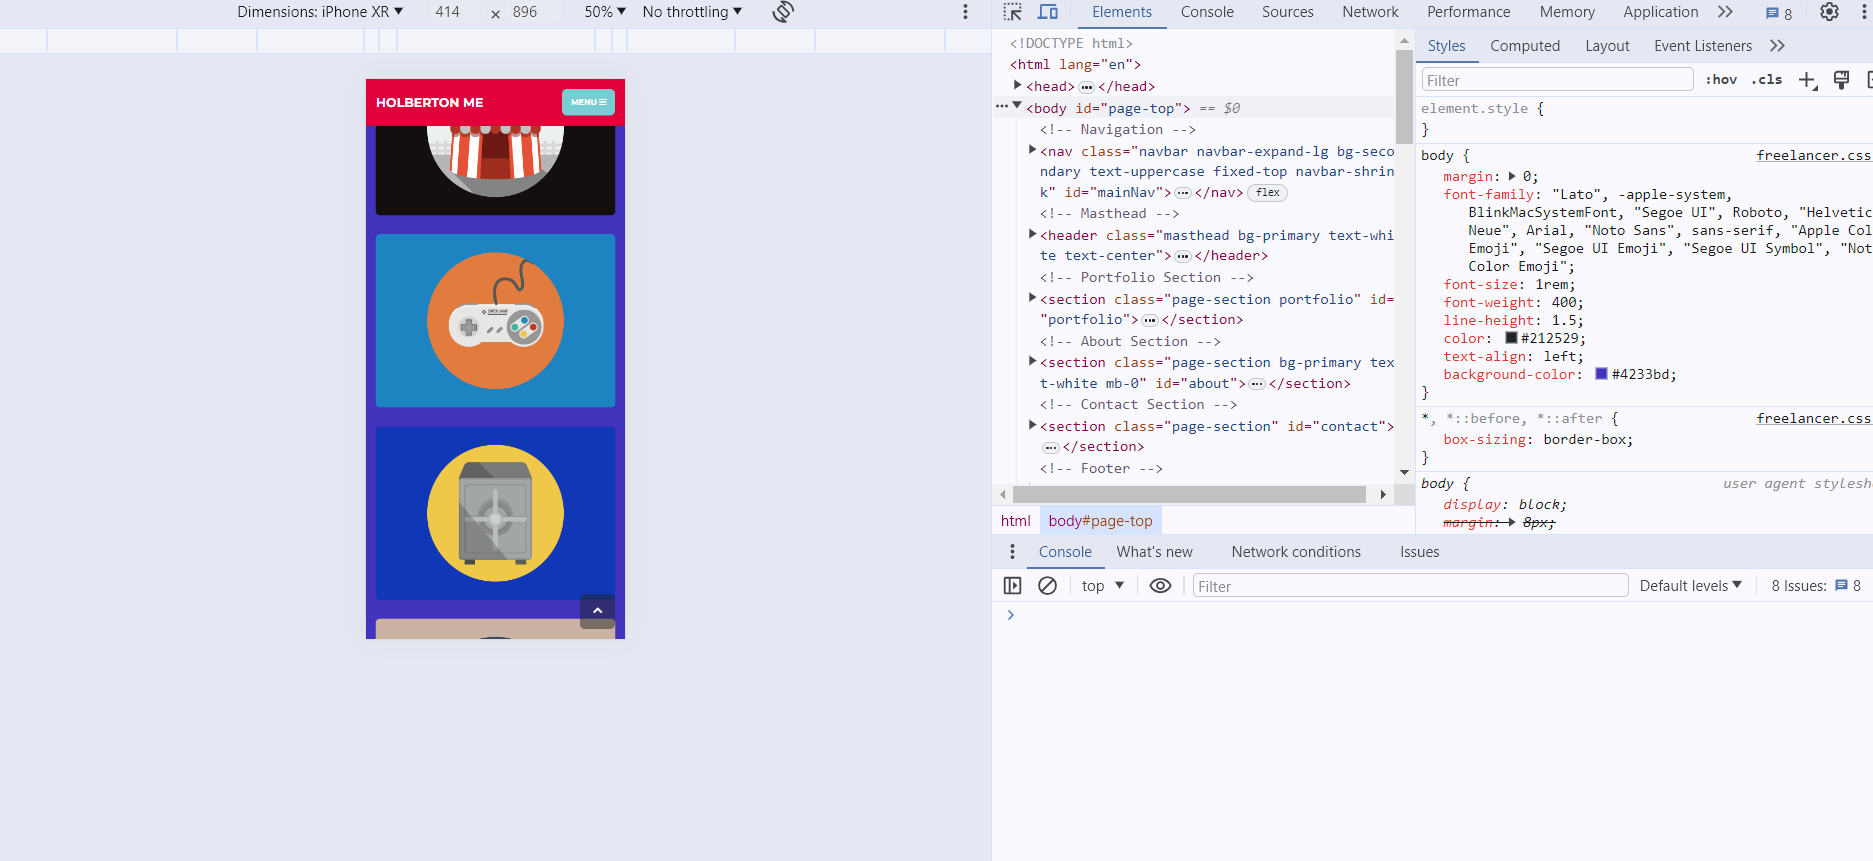 Dimensions: iPhone XR 414 × 896 50% No throttling
HOLBERTON ME MENU
Elements Console Sources Network Performance Memory Application 8
<!DOCTYPE html>
<html lang="en">
<head> ••• </head>
••• <body id="page-top"> == $0
<!-- Navigation -->
<nav class="navbar navbar-expand-lg bg-seco
ndary text-uppercase fixed-top navbar-shrin
k" id="mainNav"> ••• </nav> flex
<!-- Masthead -->
<header class="masthead bg-primary text-whi
te text-center"> ••• </header>
<!-- Portfolio Section -->
<section class="page-section portfolio" id=
"portfolio"> ••• </section>
<!-- About Section -->
<section class="page-section bg-primary tex
t-white mb-0" id="about"> ••• </section>
<!-- Contact Section -->
<section class="page-section" id="contact">
••• </section>
<!-- Footer -->
html body#page-top
Styles Computed Layout Event Listeners
Filter :hov .cls
element.style {
}
body { freelancer.css
margin: 0;
font-family: "Lato", -apple-system,
BlinkMacSystemFont, "Segoe UI", Roboto, "Helvetic
Neue", Arial, "Noto Sans", sans-serif, "Apple Col
Emoji", "Segoe UI Emoji", "Segoe UI Symbol", "Not
Color Emoji";
font-size: 1rem;
font-weight: 400;
line-height: 1.5;
color: #212529;
text-align: left;
background-color: #4233bd;
}
*, *::before, *::after { freelancer.css
box-sizing: border-box;
}
body { user agent stylesh
display: block;
margin: 8px;
Console What's new Network conditions Issues
top Filter Default levels 8 Issues: 8